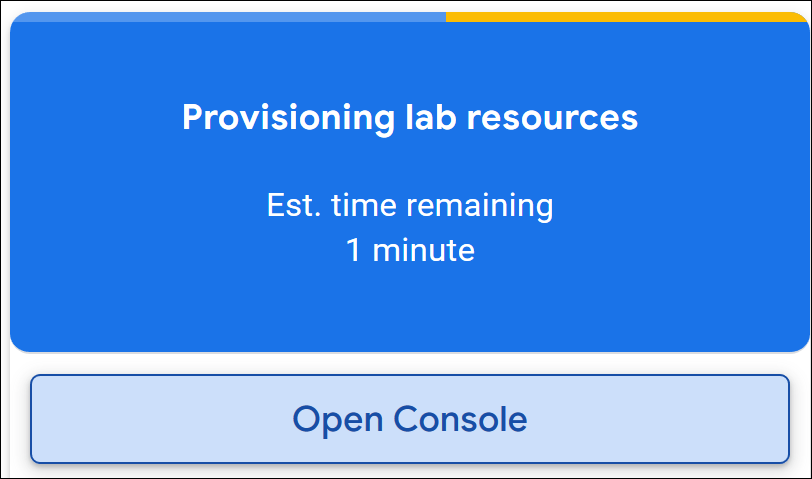 Provisioning lab resources
Est. time remaining
1 minute
Open Console